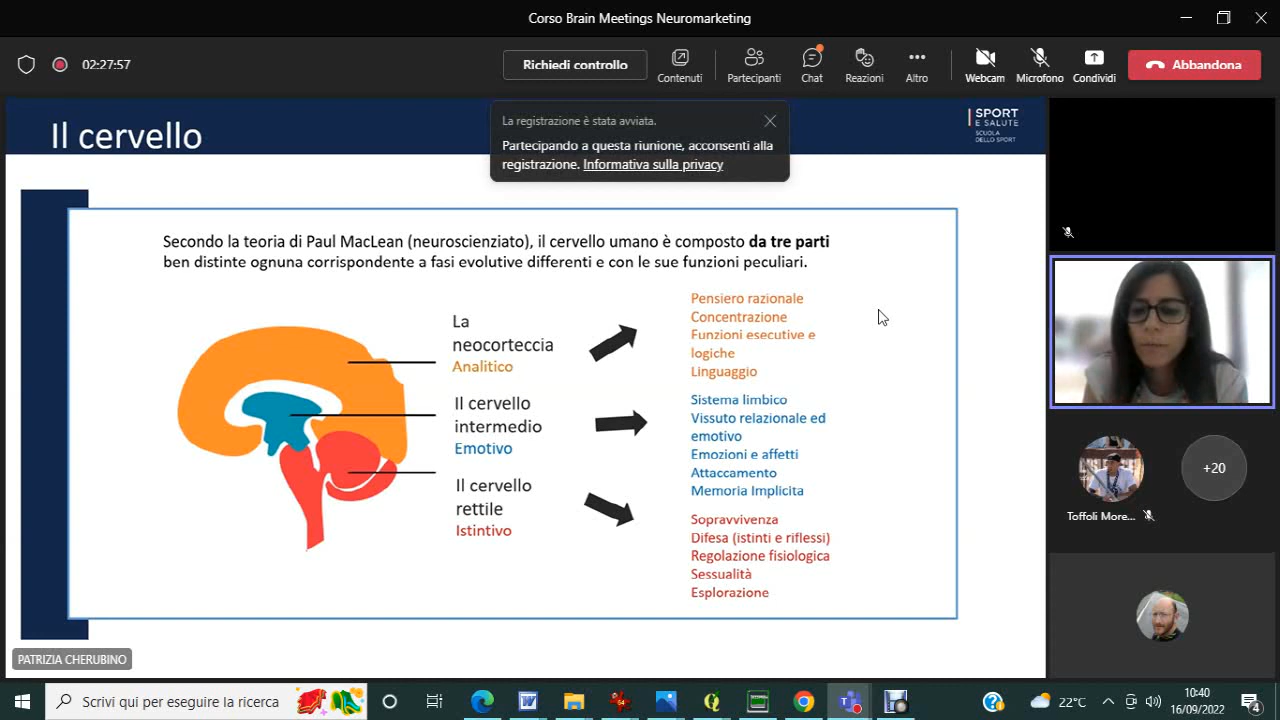 Corso Brain Meetings Neuromarketing
02:27:57
Richiedi controllo
Contenuti
Partecipanti
Chat
Reazioni
Altro
Webcam
Microfono
Condividi
Abbandona
Il cervello
La registrazione è stata avviata.
Partecipando a questa riunione, acconsenti alla
registrazione. Informativa sulla privacy
SPORT
E SALUTE
SCUOLA
DELLO SPORT
Secondo la teoria di Paul MacLean (neuroscienziato), il cervello umano è composto da tre parti
ben distinte ognuna corrispondente a fasi evolutive differenti e con le sue funzioni peculiari.
La
neocorteccia
Analitico
Pensiero razionale
Concentrazione
Funzioni esecutive e
logiche
Linguaggio
Il cervello
intermedio
Emotivo
Sistema limbico
Vissuto relazionale ed
emotivo
Emozioni e affetti
Attaccamento
Memoria Implicita
Il cervello
rettile
Istintivo
Sopravvivenza
Difesa (istinti e riflessi)
Regolazione fisiologica
Sessualità
Esplorazione
+20
Toffoli More...
PATRIZIA CHERUBINO
Scrivi qui per eseguire la ricerca
22°C
10:40
16/09/2022
4